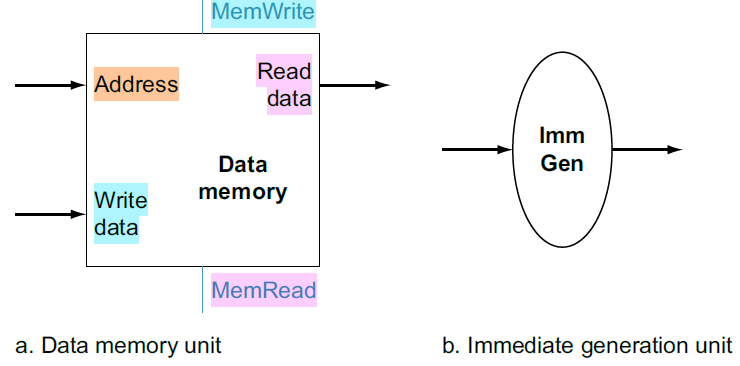 MemWrite
Address
Read
data
Data
memory
Write
data
MemRead
Imm
Gen
a. Data memory unit
b. Immediate generation unit